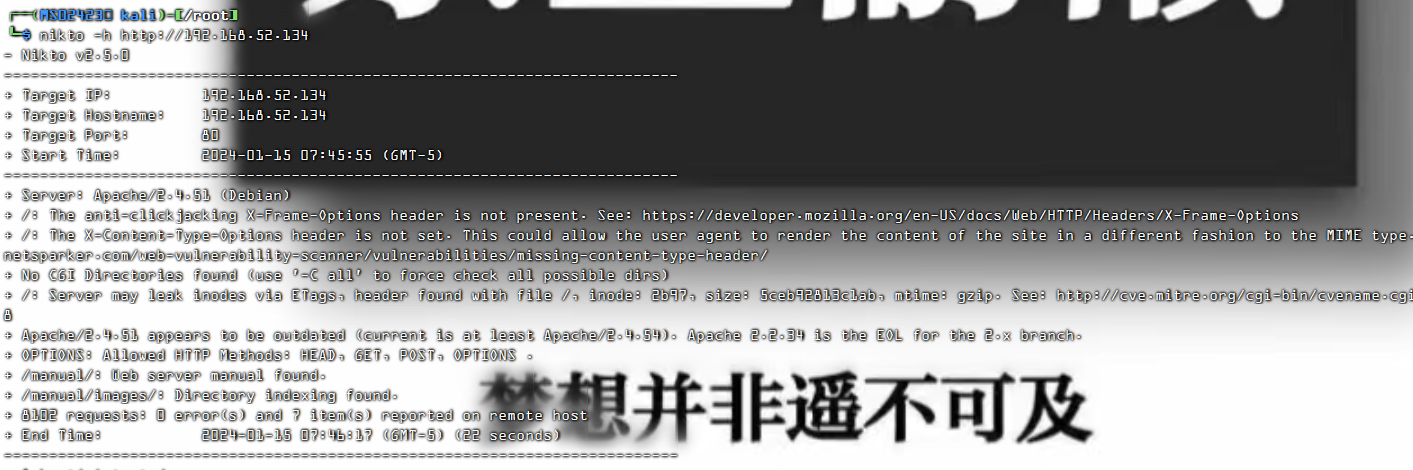 (MS024230 kali)-[/root]
nikto -h http://192.168.52.134
- Nikto v2.5.0
---------------------------------------------------------------------------
+ Target IP: 192.168.52.134
+ Target Hostname: 192.168.52.134
+ Target Port: 80
+ Start Time: 2024-01-15 07:45:55 (GMT-5)
---------------------------------------------------------------------------
+ Server: Apache/2.4.51 (Debian)
+ /: The anti-clickjacking X-Frame-Options header is not present. See: https://developer.mozilla.org/en-US/docs/Web/HTTP/Headers/X-Frame-Options
+ /: The X-Content-Type-Options header is not set. This could allow the user agent to render the content of the site in a different fashion to the MIME type.
netsparker.com/web-vulnerability-scanner/vulnerabilities/missing-content-type-header/
+ No CGI Directories found (use '-C all' to force check all possible dirs)
+ /: Server may leak inodes via ETags, header found with file /, inode: 2b97, size: 5ceb92813c1ab, mtime: gzip. See: http://cve.mitre.org/cgi-bin/cvename.cgi
8
+ Apache/2.4.51 appears to be outdated (current is at least Apache/2.4.54). Apache 2.2.34 is the EOL for the 2.x branch.
+ OPTIONS: Allowed HTTP Methods: HEAD, GET, POST, OPTIONS .
+ /manual/: Web server manual found.
+ /manual/images/: Directory indexing found.
+ 8102 requests: 0 error(s) and 7 item(s) reported on remote host
+ End Time: 2024-01-15 07:46:17 (GMT-5) (22 seconds)
---------------------------------------------------------------------------
梦想并非遥不可及